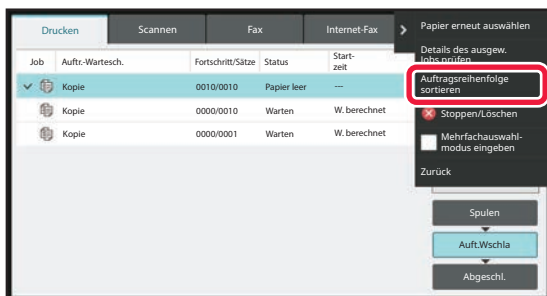 Drucken
Scannen
Fax
Internet-Fax
Job
Auftr.-Wartesch.
Fortschritt/Sätze
Status
Start-
zeit
Kopie
0010/0010
Papier leer
---
Kopie
0000/0010
Warten
W. berechnet
Kopie
0000/0001
Warten
W. berechnet
Papier erneut auswählen
Details des ausgew.
Jobs prüfen
Auftragsreihenfolge
sortieren
Stoppen/Löschen
Mehrfachauswahl-
modus eingeben
Zurück
Spulen
Auft.Wschla
Abgeschl.